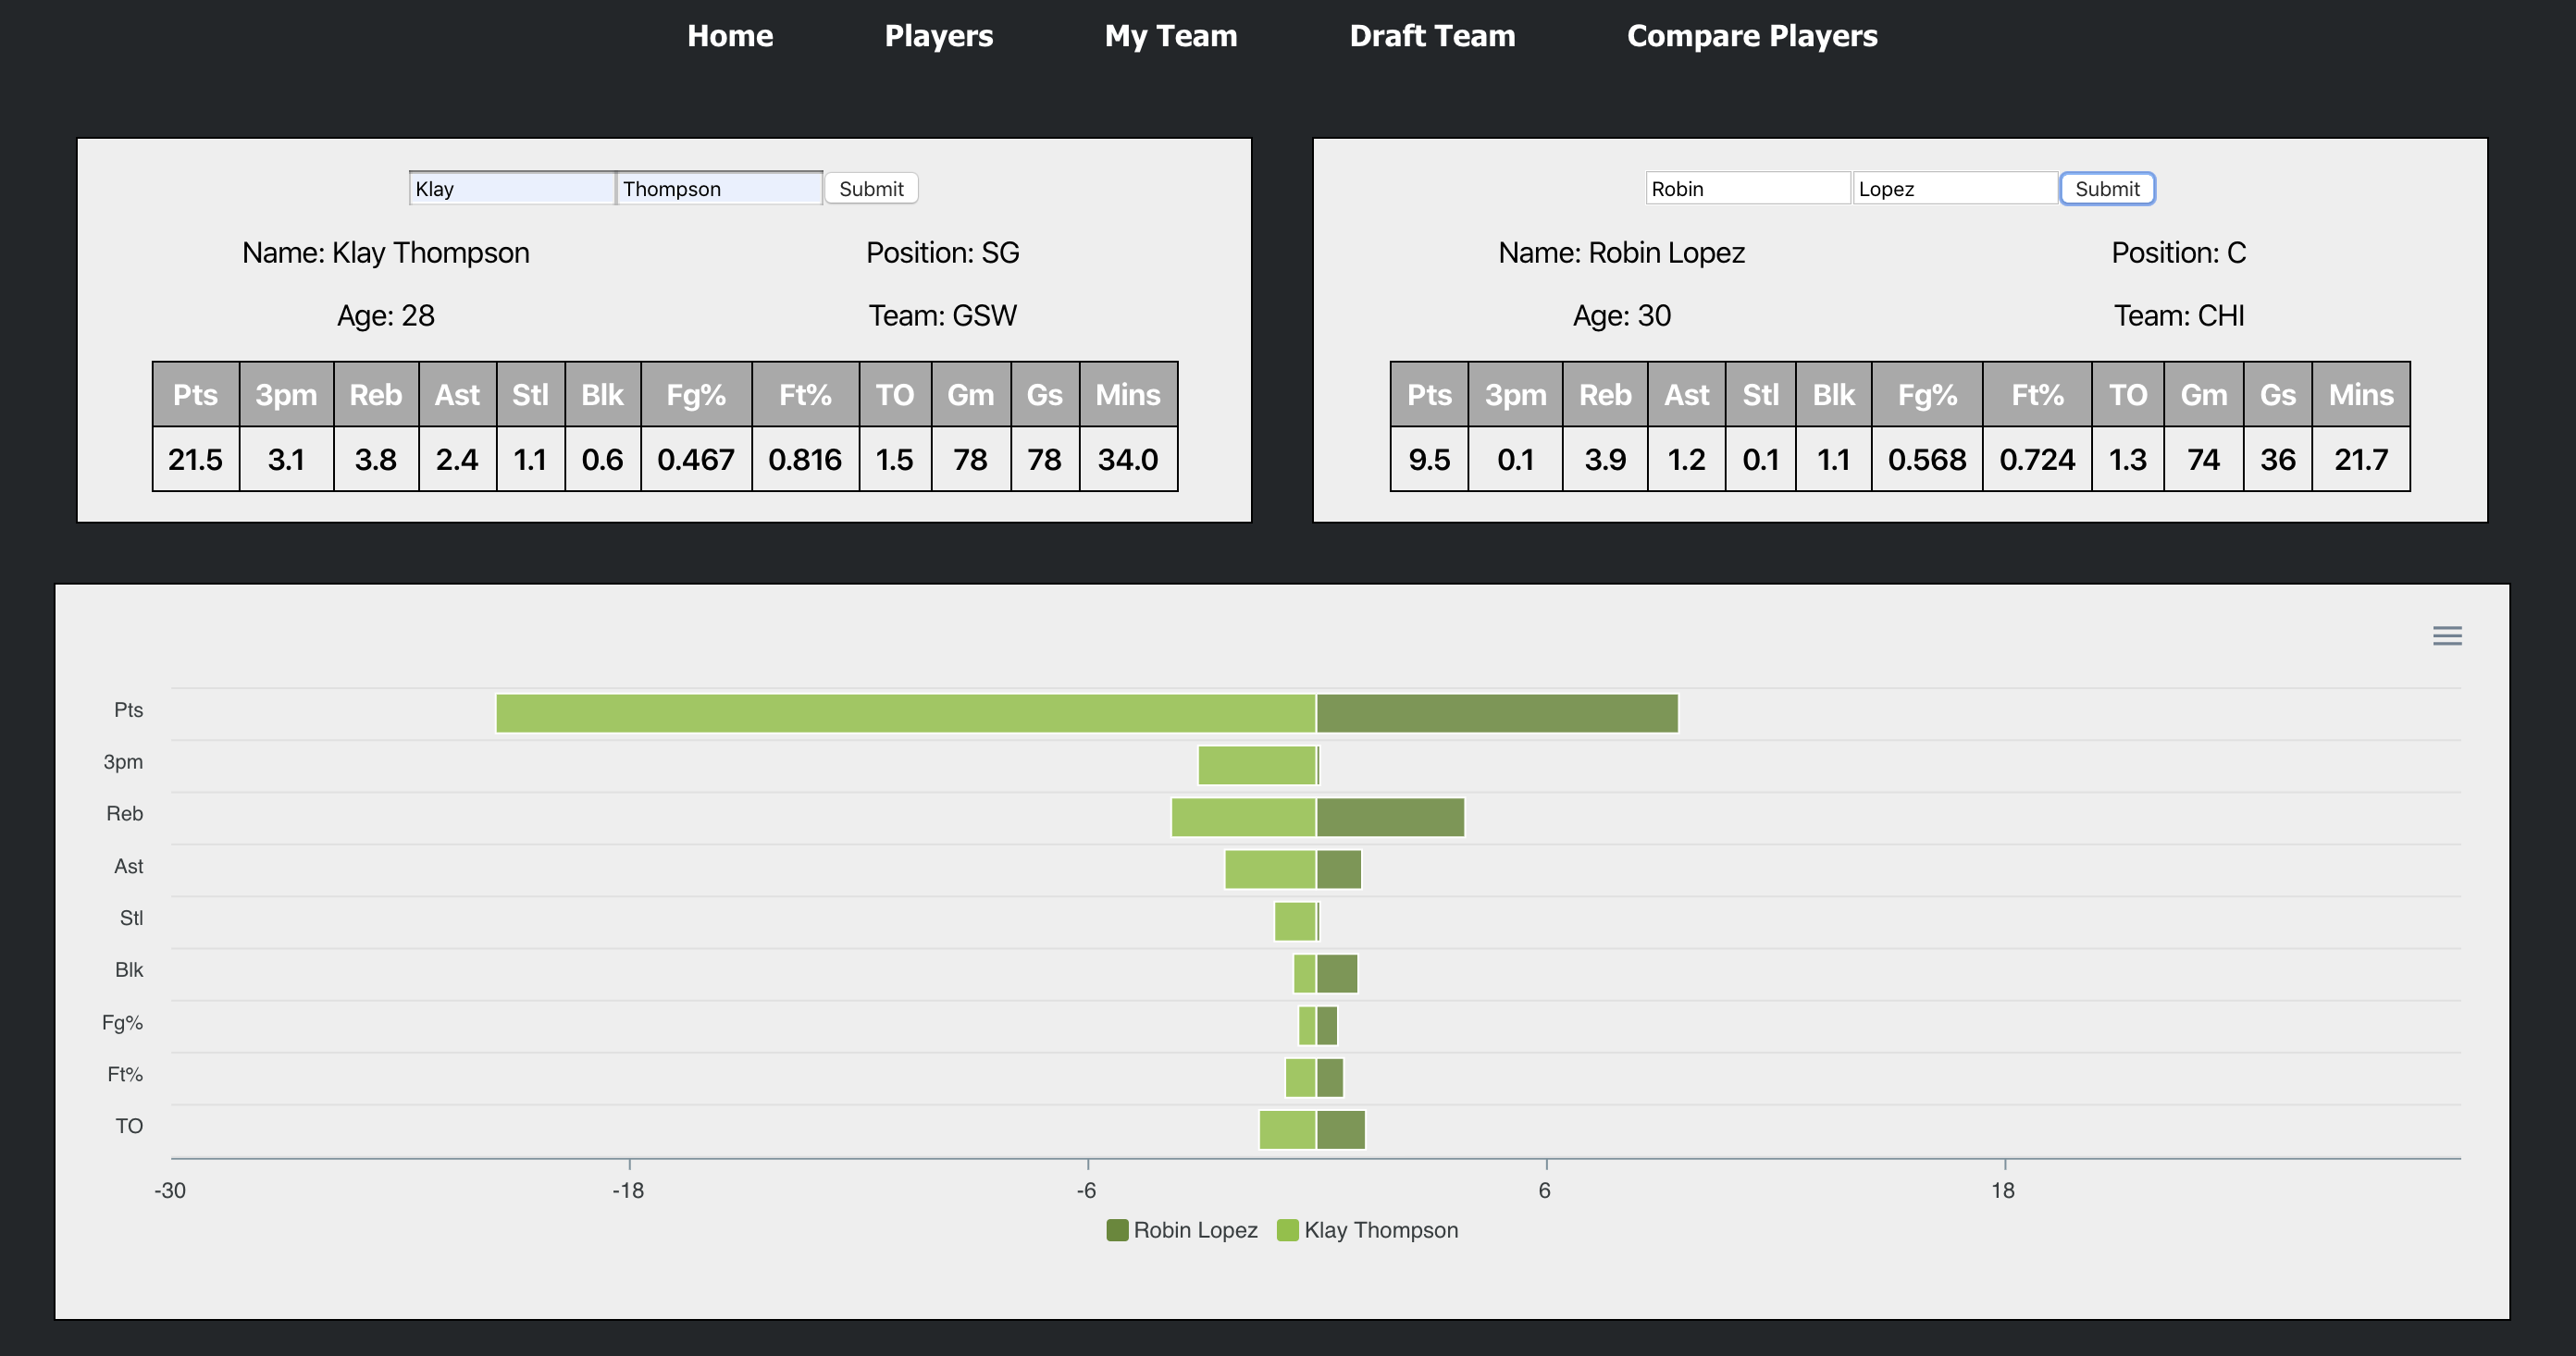 Home Players My Team Draft Team Compare Players
Klay Thompson Submit
Name: Klay Thompson Position: SG
Age: 28 Team: GSW
Pts 3pm Reb Ast Stl Blk Fg% Ft% TO Gm Gs Mins
21.5 3.1 3.8 2.4 1.1 0.6 0.467 0.816 1.5 78 78 34.0
Robin Lopez Submit
Name: Robin Lopez Position: C
Age: 30 Team: CHI
Pts 3pm Reb Ast Stl Blk Fg% Ft% TO Gm Gs Mins
9.5 0.1 3.9 1.2 0.1 1.1 0.568 0.724 1.3 74 36 21.7
Pts
3pm
Reb
Ast
Stl
Blk
Fg%
Ft%
TO
-30 -18 -6 6 18
Robin Lopez Klay Thompson